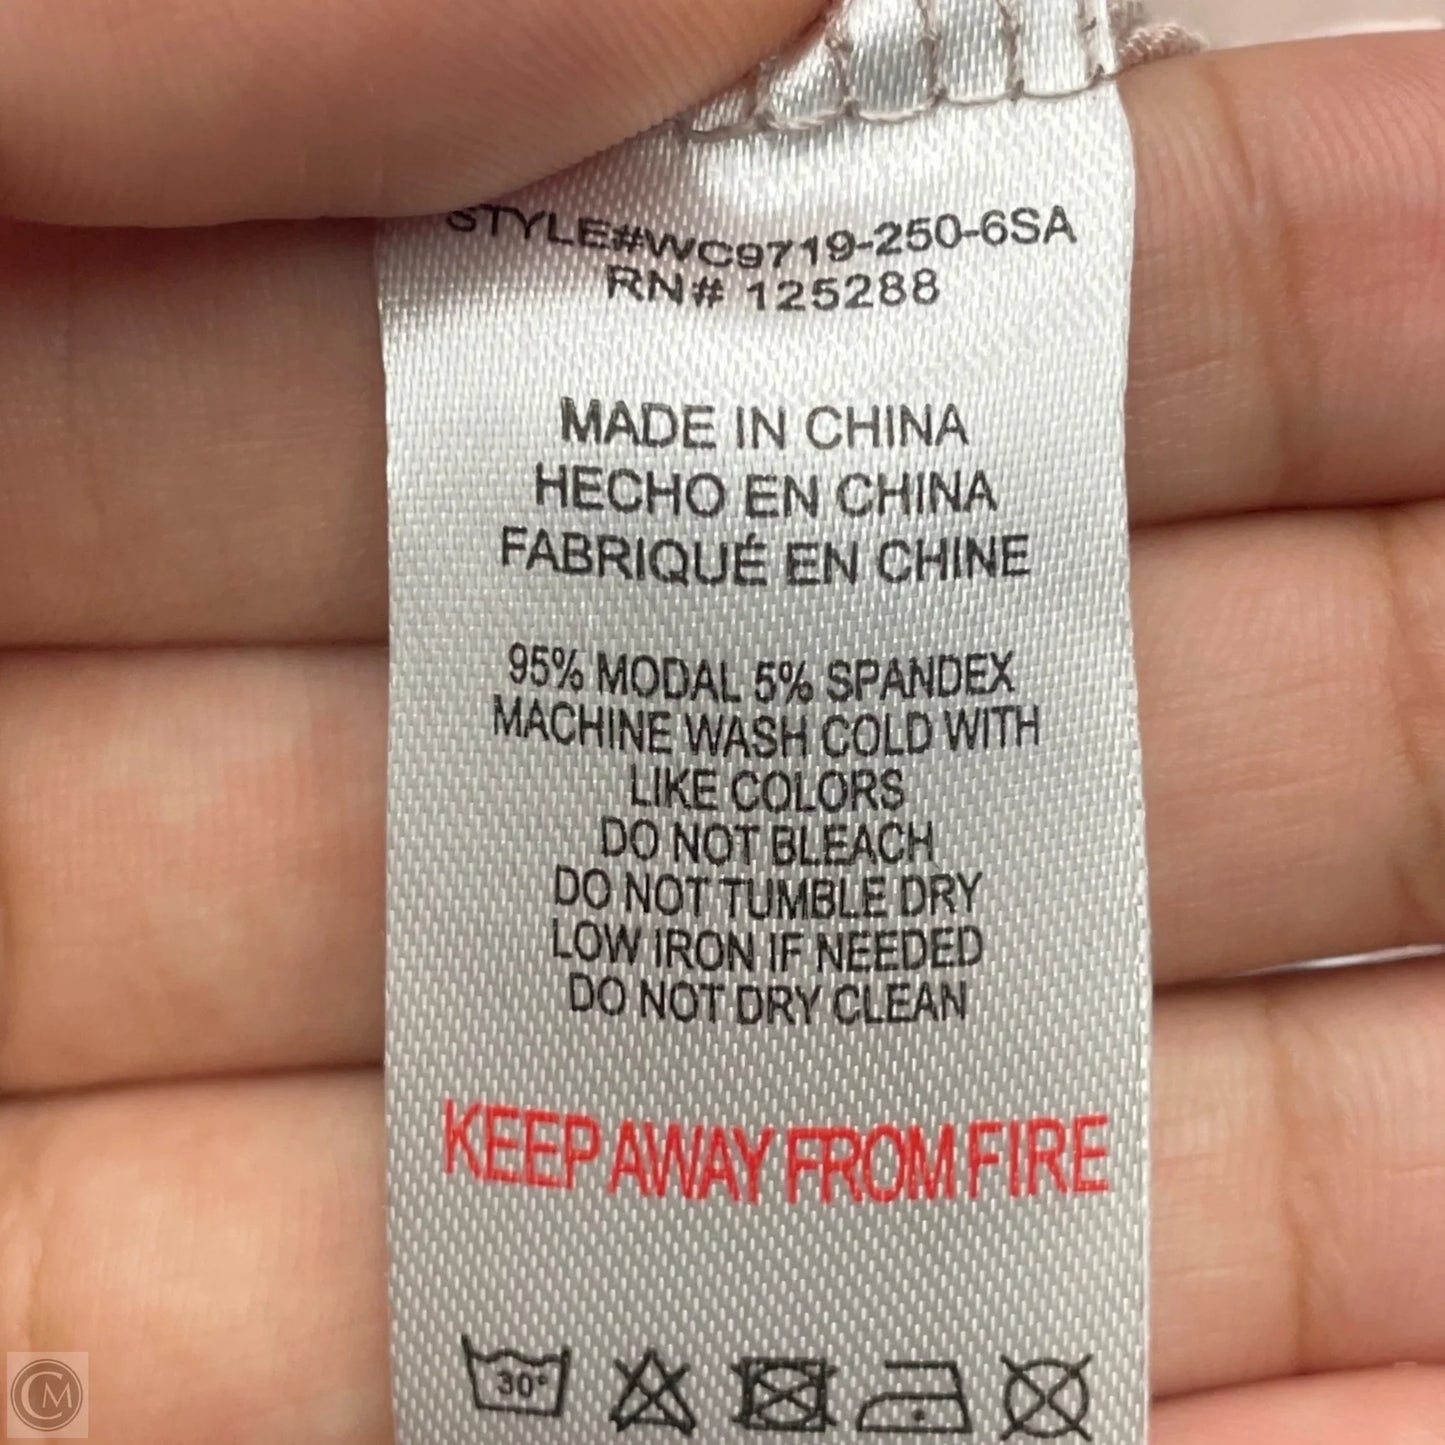 STYLE#WC9719-250-6SA
RN# 125288
MADE IN CHINA
HECHO EN CHINA
FABRIQUÉ EN CHINE
95% MODAL 5% SPANDEX
MACHINE WASH COLD WITH
LIKE COLORS
DO NOT BLEACH
DO NOT TUMBLE DRY
LOW IRON IF NEEDED
DO NOT DRY CLEAN
KEEP AWAY FROM FIRE
30°
CM